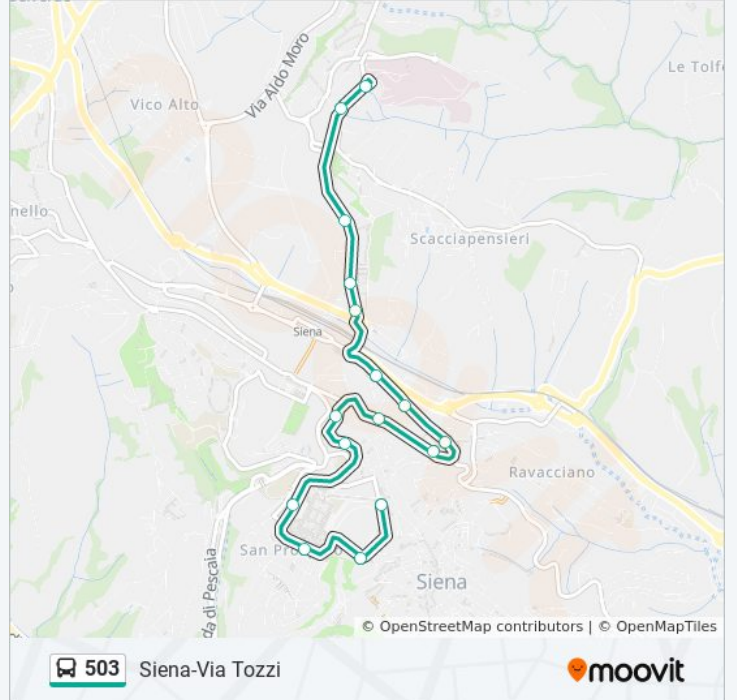 Le Tolf
Via Aldo Moro
Vico Alto
nello
Scacciapensieri
Siena
Ravacciano
San Pro
da di Pescaia
Siena
© OpenStreetMap contributors | © OpenMapTiles
503 Siena-Via Tozzi
moovit